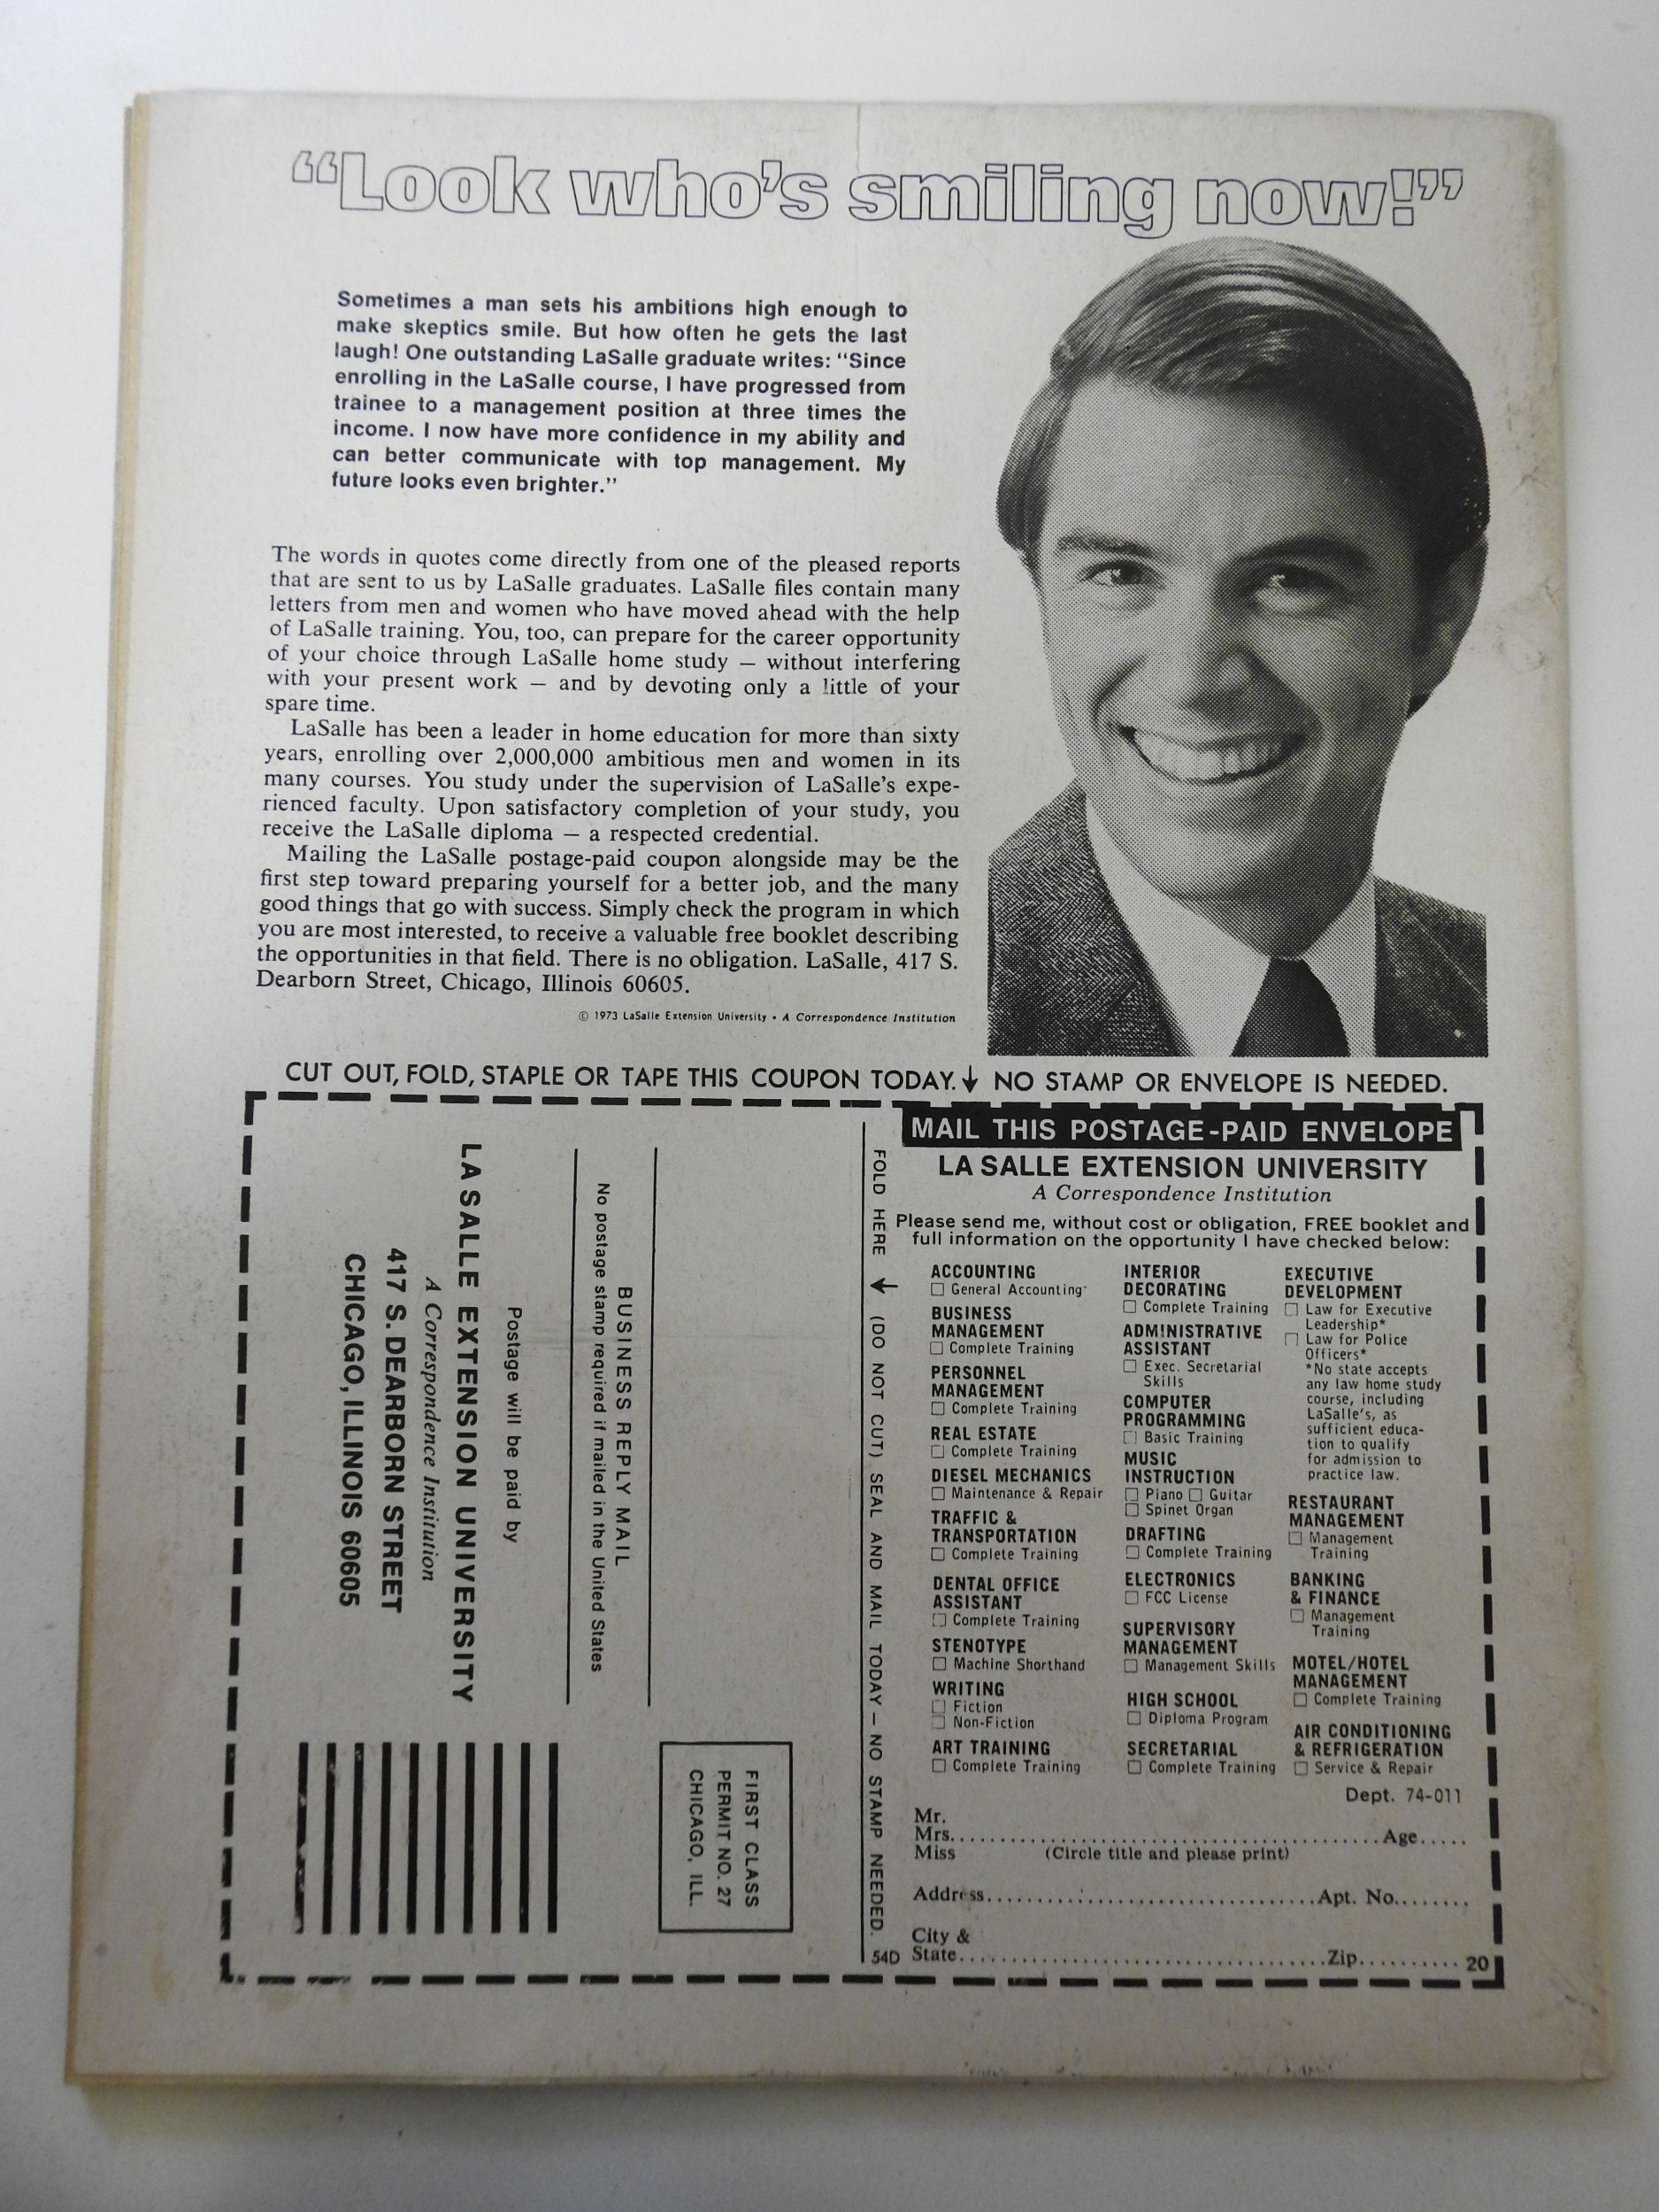 “Look who’s smiling now!”
Sometimes a man sets his ambitions high enough to
make skeptics smile. But how often he gets the last
laugh! One outstanding LaSalle graduate writes: “Since
enrolling in the LaSalle course, I have progressed from
trainee to a management position at three times the
income. I now have more confidence in my ability and
can better communicate with top management. My
future looks even brighter.”
The words in quotes come directly from one of the pleased reports
that are sent to us by LaSalle graduates. LaSalle files contain many
letters from men and women who have moved ahead with the help
of LaSalle training. You, too, can prepare for the career opportunity
of your choice through LaSalle home study — without interfering
with your present work — and by devoting only a little of your
spare time.
LaSalle has been a leader in home education for more than sixty
years, enrolling over 2,000,000 ambitious men and women in its
many courses. You study under the supervision of LaSalle’s expe-
rienced faculty. Upon satisfactory completion of your study, you
receive the LaSalle diploma — a respected credential.
Mailing the LaSalle postage-paid coupon alongside may be the
first step toward preparing yourself for a better job, and the many
good things that go with success. Simply check the program in which
you are most interested, to receive a valuable free booklet describing
the opportunities in that field. There is no obligation. LaSalle, 417 S.
Dearborn Street, Chicago, Illinois 60605.
© 1973 LaSalle Extension University • A Correspondence Institution
CUT OUT, FOLD, STAPLE OR TAPE THIS COUPON TODAY.↓ NO STAMP OR ENVELOPE IS NEEDED.
BUSINESS REPLY MAIL
No postage stamp required if mailed in the United States
Postage will be paid by
LA SALLE EXTENSION UNIVERSITY
A Correspondence Institution
417 S. DEARBORN STREET
CHICAGO, ILLINOIS 60605
FIRST CLASS
PERMIT NO. 27
CHICAGO, ILL.
FOLD HERE ↓ (DO NOT CUT) SEAL AND MAIL TODAY — NO STAMP NEEDED.
54D
MAIL THIS POSTAGE-PAID ENVELOPE
LA SALLE EXTENSION UNIVERSITY
A Correspondence Institution
Please send me, without cost or obligation, FREE booklet and
full information on the opportunity I have checked below:
ACCOUNTING
☐ General Accounting
BUSINESS
MANAGEMENT
☐ Complete Training
PERSONNEL
MANAGEMENT
☐ Complete Training
REAL ESTATE
☐ Complete Training
DIESEL MECHANICS
☐ Maintenance & Repair
TRAFFIC &
TRANSPORTATION
☐ Complete Training
DENTAL OFFICE
ASSISTANT
☐ Complete Training
STENOTYPE
☐ Machine Shorthand
WRITING
☐ Fiction
☐ Non-Fiction
ART TRAINING
☐ Complete Training
INTERIOR
DECORATING
☐ Complete Training
ADMINISTRATIVE
ASSISTANT
☐ Exec. Secretarial
Skills
COMPUTER
PROGRAMMING
☐ Basic Training
MUSIC
INSTRUCTION
☐ Piano ☐ Guitar
☐ Spinet Organ
DRAFTING
☐ Complete Training
ELECTRONICS
☐ FCC License
SUPERVISORY
MANAGEMENT
☐ Management Skills
HIGH SCHOOL
☐ Diploma Program
SECRETARIAL
☐ Complete Training
EXECUTIVE
DEVELOPMENT
☐ Law for Executive
Leadership*
☐ Law for Police
Officers*
*No state accepts
any law home study
course, including
LaSalle’s, as
sufficient educa-
tion to qualify
for admission to
practice law.
RESTAURANT
MANAGEMENT
☐ Management
Training
BANKING
& FINANCE
☐ Management
Training
MOTEL/HOTEL
MANAGEMENT
☐ Complete Training
AIR CONDITIONING
& REFRIGERATION
☐ Service & Repair
Dept. 74-011
Mr.
Mrs. Age
Miss (Circle title and please print)
Address Apt. No.
City &
State Zip 20